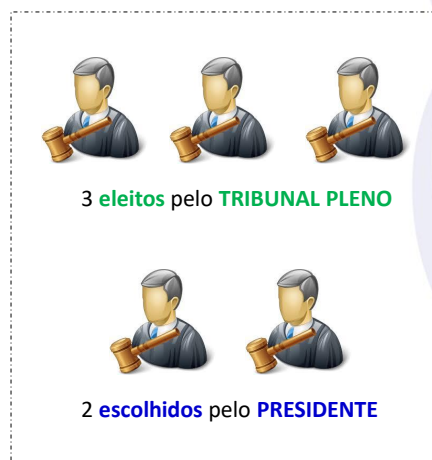 3 eleitos pelo TRIBUNAL PLENO
2 escolhidos pelo PRESIDENTE